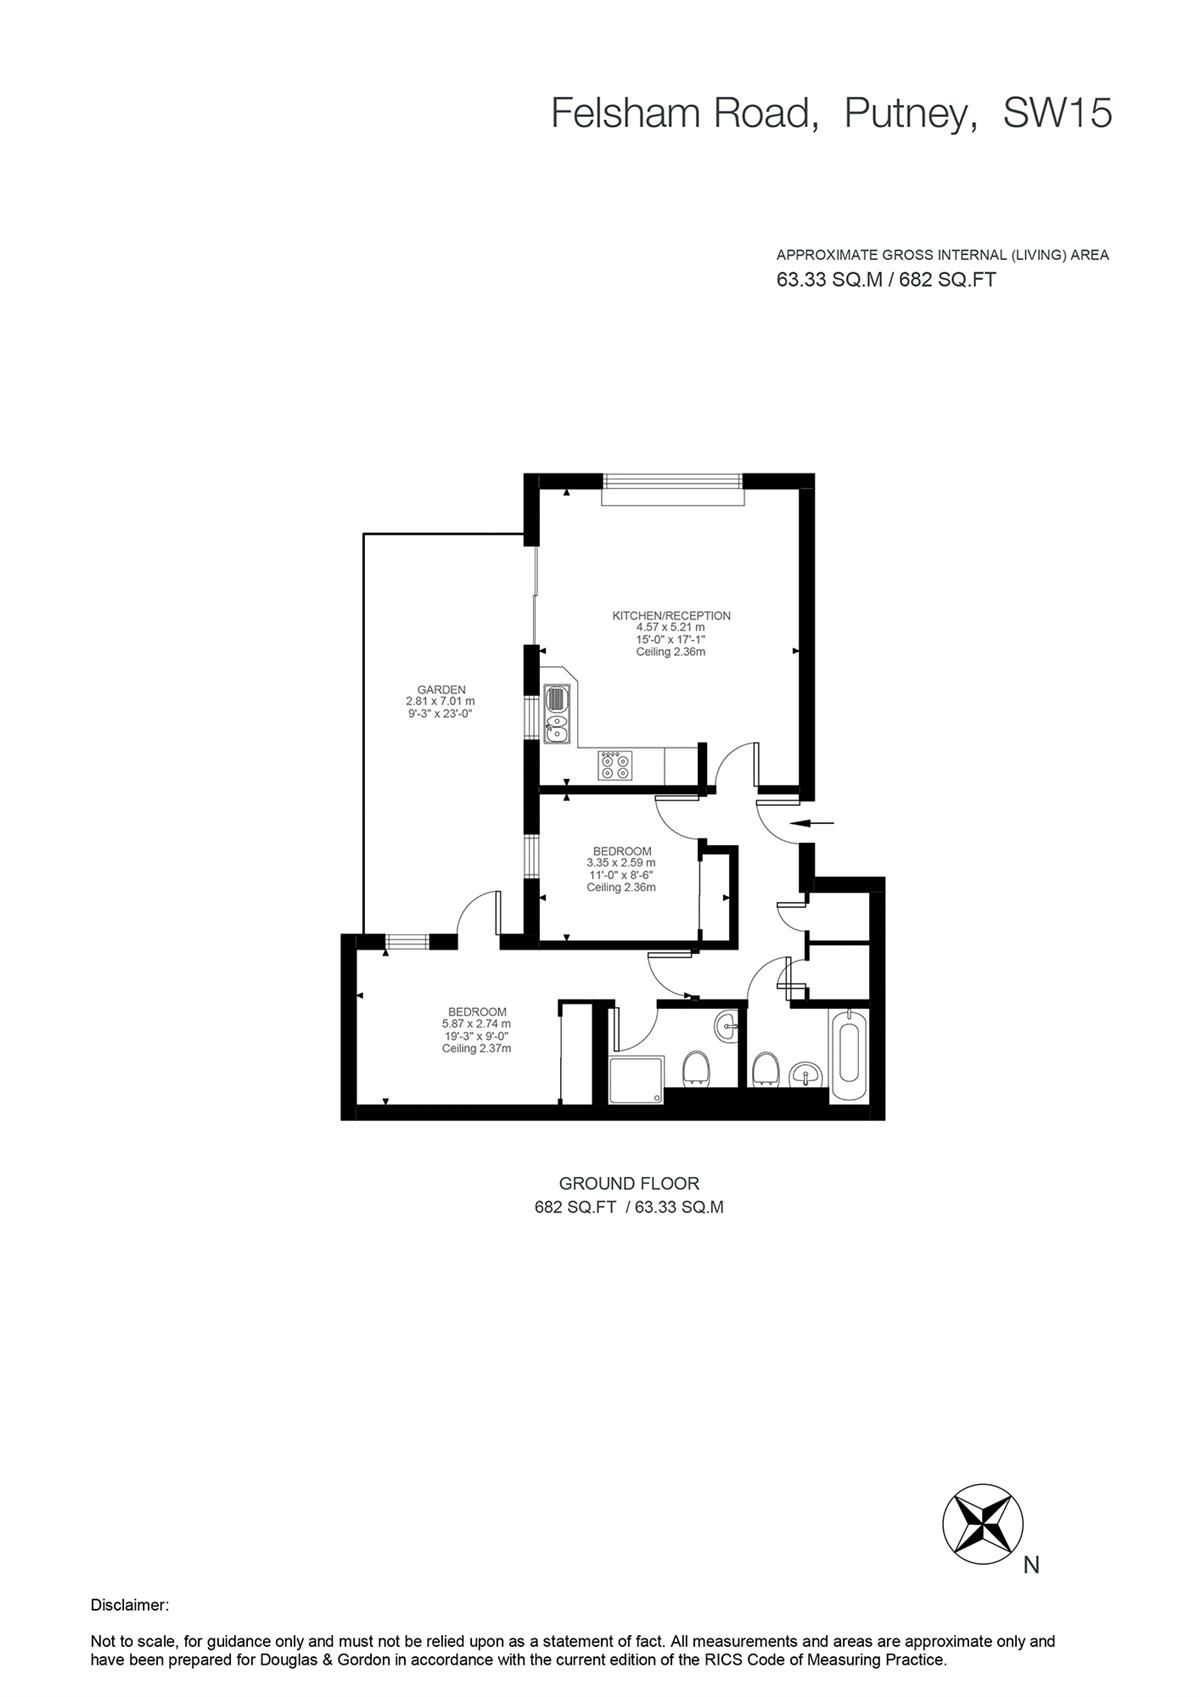 Felsham Road, Putney, SW15
APPROXIMATE GROSS INTERNAL (LIVING) AREA
63.33 SQ.M / 682 SQ.FT
KITCHEN/RECEPTION
4.57 x 5.21 m
15'-0" x 17'-1"
Ceiling 2.36m
GARDEN
2.81 x 7.01 m
9'-3" x 23'-0"
BEDROOM
3.35 x 2.59 m
11'-0" x 8'-6"
Ceiling 2.36m
BEDROOM
5.87 x 2.74 m
19'-3" x 9'-0"
Ceiling 2.37m
GROUND FLOOR
682 SQ.FT / 63.33 SQ.M
N
Disclaimer:
Not to scale, for guidance only and must not be relied upon as a statement of fact. All measurements and areas are approximate only and
have been prepared for Douglas & Gordon in accordance with the current edition of the RICS Code of Measuring Practice.